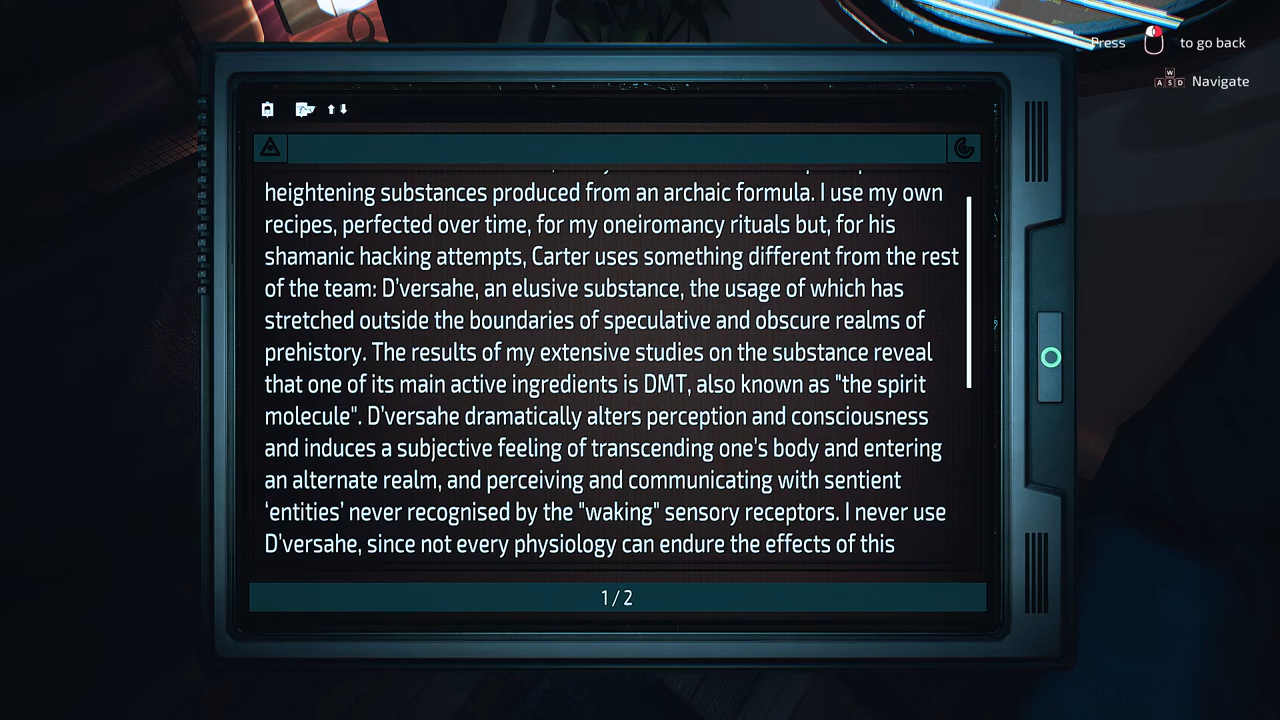 Press to go back
W
A S D Navigate
heightening substances produced from an archaic formula. I use my own
recipes, perfected over time, for my oneiromancy rituals but, for his
shamanic hacking attempts, Carter uses something different from the rest
of the team: D'versahe, an elusive substance, the usage of which has
stretched outside the boundaries of speculative and obscure realms of
prehistory. The results of my extensive studies on the substance reveal
that one of its main active ingredients is DMT, also known as "the spirit
molecule". D'versahe dramatically alters perception and consciousness
and induces a subjective feeling of transcending one's body and entering
an alternate realm, and perceiving and communicating with sentient
‘entities’ never recognised by the "waking" sensory receptors. I never use
D'versahe, since not every physiology can endure the effects of this
1 / 2